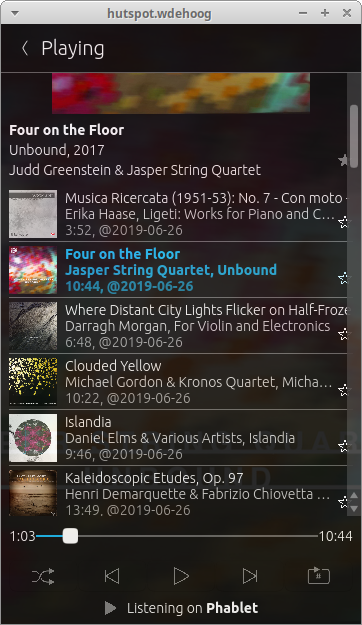 hutspot.wdehoog
Playing
Four on the Floor
Unbound, 2017
Judd Greenstein & Jasper String Quartet
Musica Ricercata (1951-53): No. 7 - Con moto -
Erika Haase, Ligeti: Works for Piano and C...
3:52, @2019-06-26
Four on the Floor
Jasper String Quartet, Unbound
10:44, @2019-06-26
Where Distant City Lights Flicker on Half-Froze
Darragh Morgan, For Violin and Electronics
6:48, @2019-06-26
Clouded Yellow
Michael Gordon & Kronos Quartet, Micha...
10:22, @2019-06-26
Islandia
Daniel Elms & Various Artists, Islandia
9:46, @2019-06-26
Kaleidoscopic Etudes, Op. 97
Henri Demarquette & Fabrizio Chiovetta ...
13:49, @2019-06-26
1:03 10:44
#
Listening on Phablet